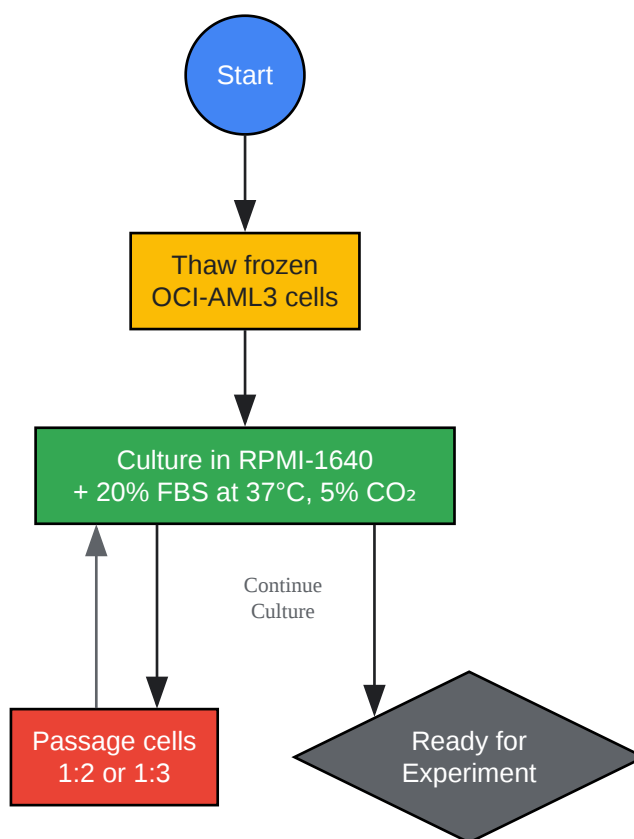 Start
Thaw frozen
OCI-AML3 cells
Culture in RPMI-1640
+ 20% FBS at 37°C, 5% CO₂
Continue
Culture
Passage cells
1:2 or 1:3
Ready for
Experiment